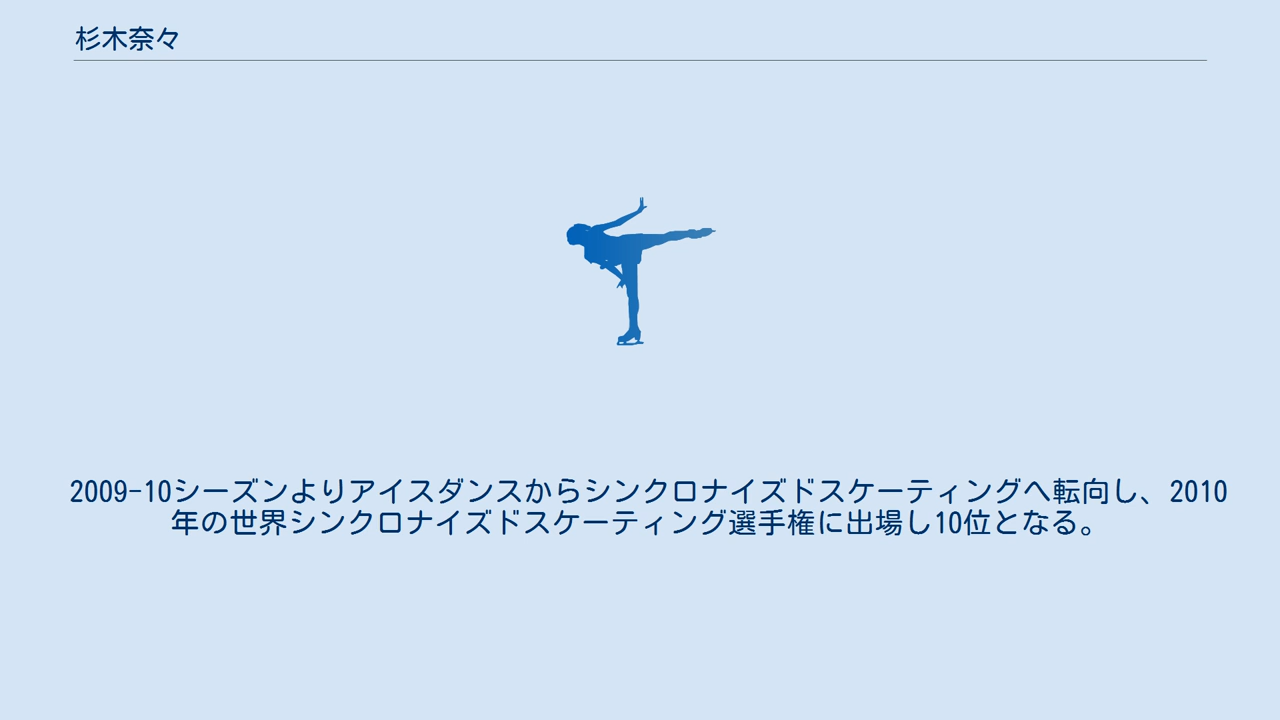 杉木奈々
2009-10シーズンよりアイスダンスからシンクロナイズドスケーティングへ転向し、2010
年の世界シンクロナイズドスケーティング選手権に出場し10位となる。